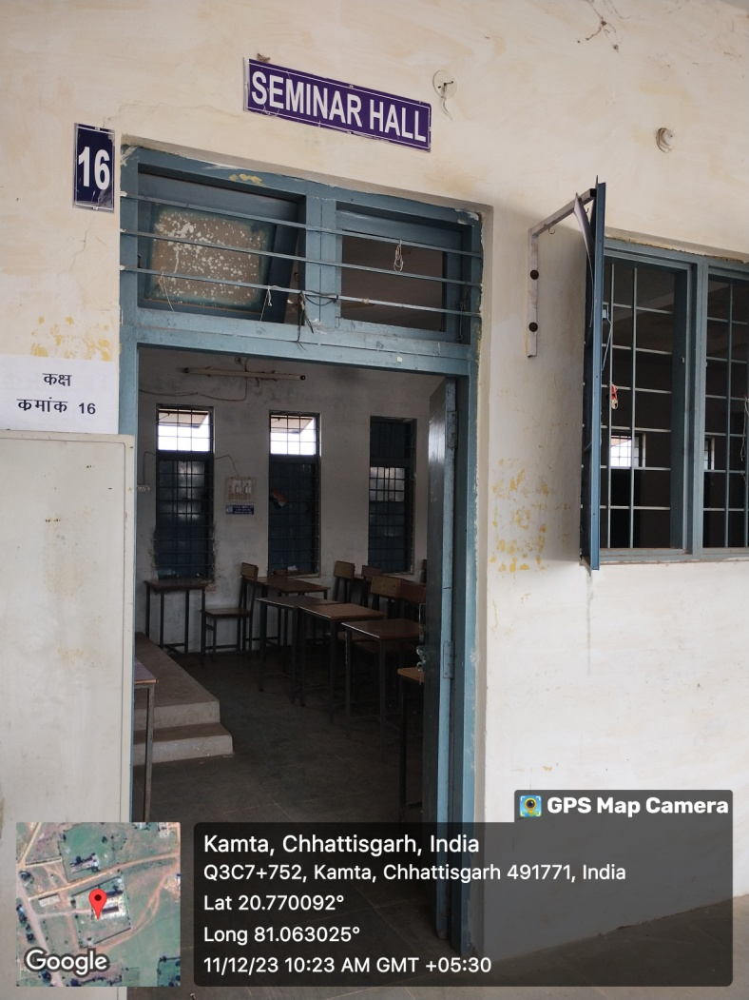 SEMINAR HALL
16
कक्ष
कमांक 16
GPS Map Camera
Kamta, Chhattisgarh, India
Q3C7+752, Kamta, Chhattisgarh 491771, India
Lat 20.770092°
Long 81.063025°
11/12/23 10:23 AM GMT +05:30
Google